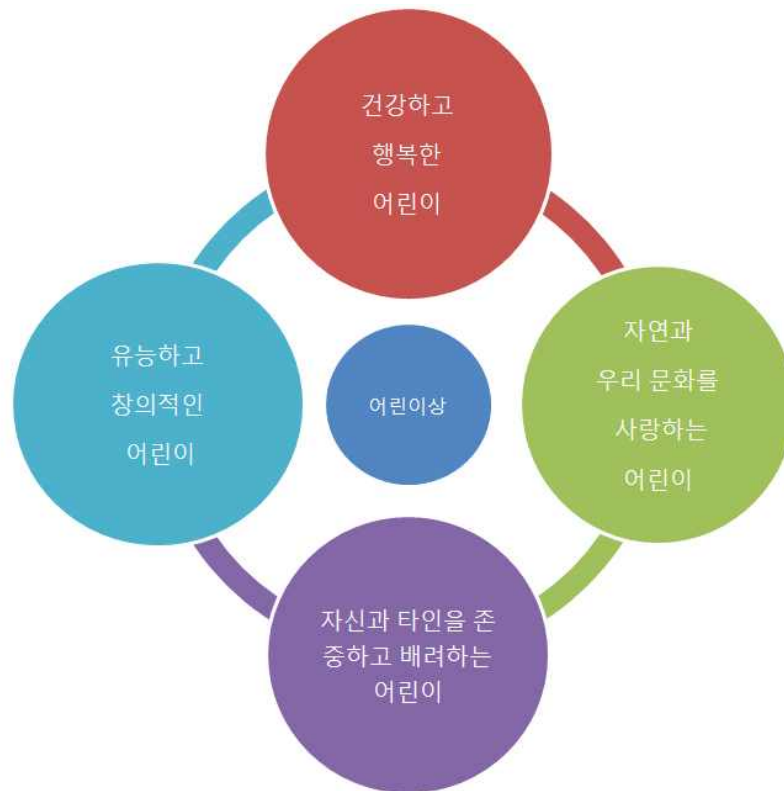 건강하고
행복한
어린이
자연과
우리 문화를
사랑하는
어린이
자신과 타인을 존
중하고 배려하는
어린이
유능하고
창의적인
어린이
어린이상